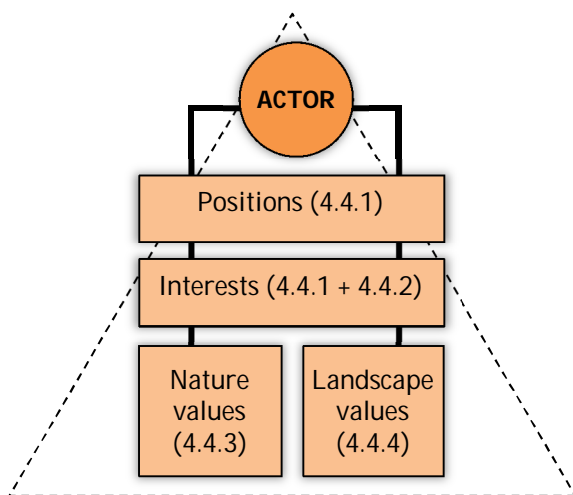 ACTOR
Positions (4.4.1)
Interests (4.4.1 + 4.4.2)
Nature
values
(4.4.3)
Landscape
values
(4.4.4)